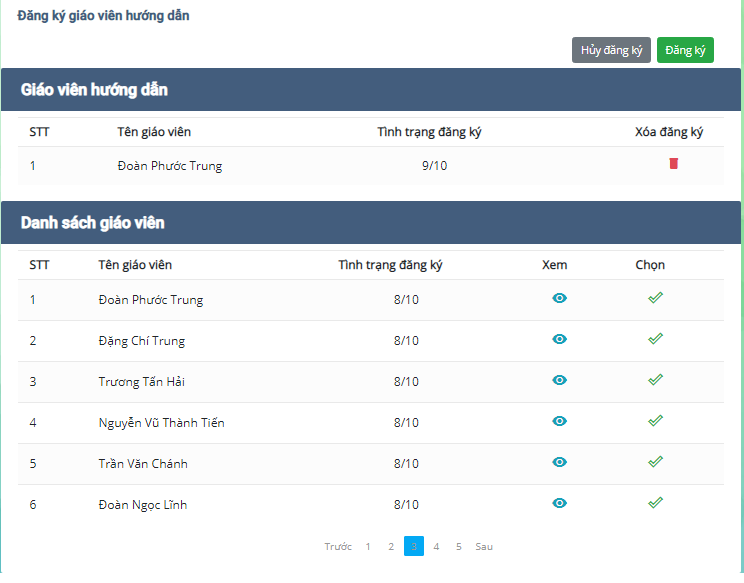 Đăng ký giáo viên hướng dẫn
Hủy đăng ký Đăng ký
Giáo viên hướng dẫn
STT Tên giáo viên Tình trạng đăng ký Xóa đăng ký
1 Đoàn Phước Trung 9/10
Danh sách giáo viên
STT Tên giáo viên Tình trạng đăng ký Xem Chọn
1 Đoàn Phước Trung 8/10
2 Đặng Chí Trung 8/10
3 Trương Tấn Hải 8/10
4 Nguyễn Vũ Thành Tiến 8/10
5 Trần Văn Chánh 8/10
6 Đoàn Ngọc Lĩnh 8/10
Trước 1 2 3 4 5 Sau